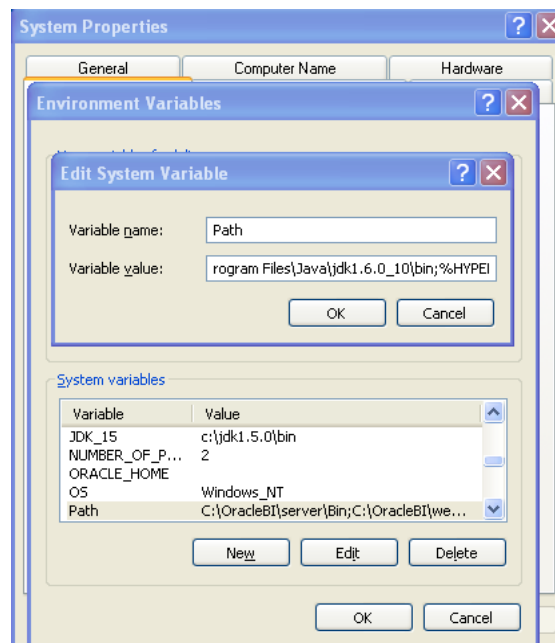 System Properties
General Computer Name Hardware
Environment Variables
Edit System Variable
Variable name: Path
Variable value: rogram Files\Java\jdk1.6.0_10\bin;%HYPEI
OK Cancel
System variables
Variable Value
JDK_15 c:\jdk1.5.0\bin
NUMBER_OF_P... 2
ORACLE_HOME
OS Windows_NT
Path C:\OracleBI\server\Bin;C:\OracleBI\we...
New Edit Delete
OK Cancel